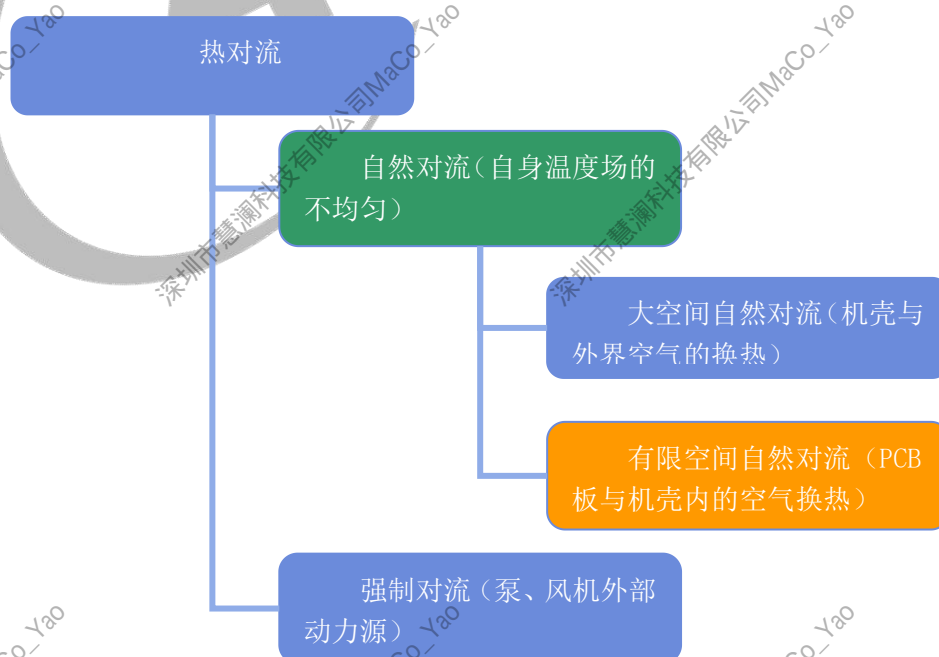 热对流
自然对流（自身温度场的
不均匀）
大空间自然对流（机壳与
外界空气的换热）
有限空间自然对流（PCB
板与机壳内的空气换热）
强制对流（泵、风机外部
动力源）
深圳市慧澜科技有限公司MaCo_Yao
深圳市慧澜科技有限公司MaCo_Yao
Co_Yao
Co_Yao
Co_Yao